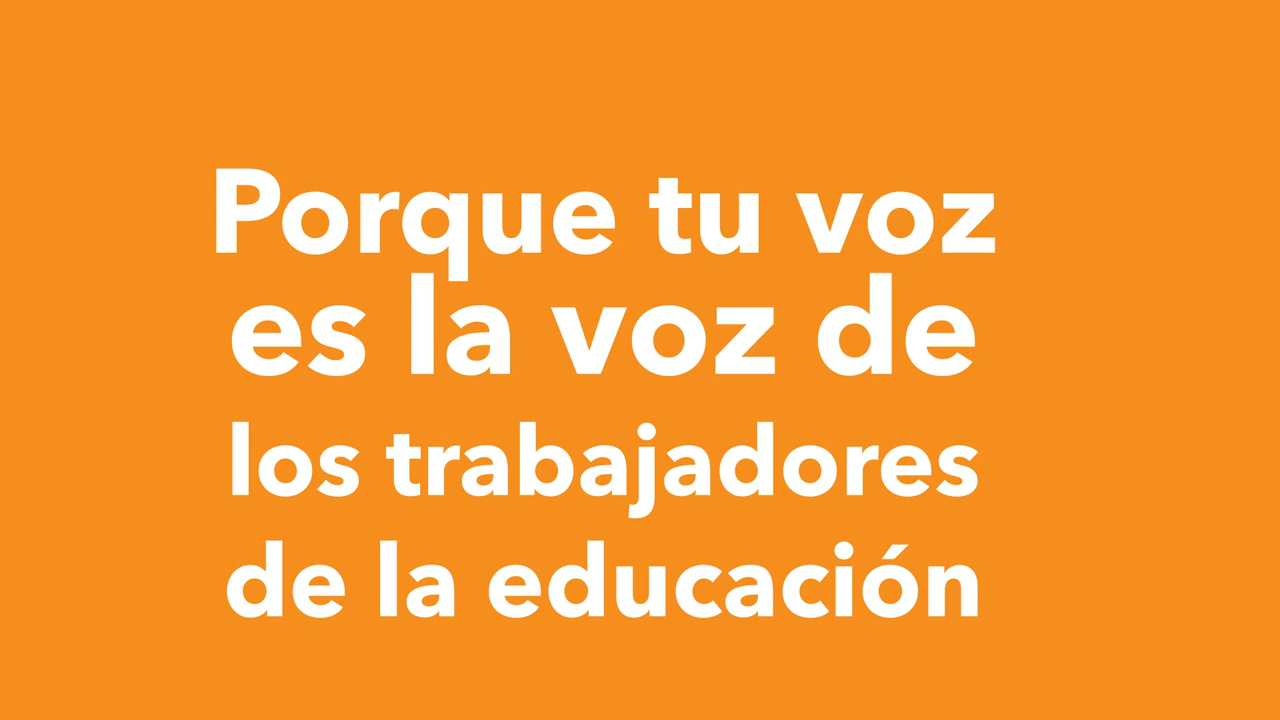 Porque tu voz
es la voz de
los trabajadores
de la educación